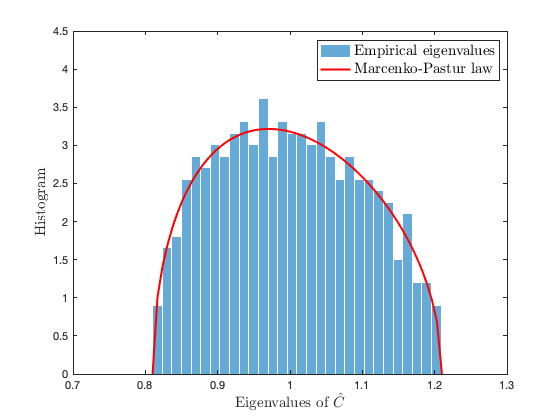 4.5
4
3.5
3
2.5
2
1.5
1
0.5
0
Histogram
Empirical eigenvalues
Marcenko-Pastur law
0.7 0.8 0.9 1 1.1 1.2 1.3
Eigenvalues of Ĉ